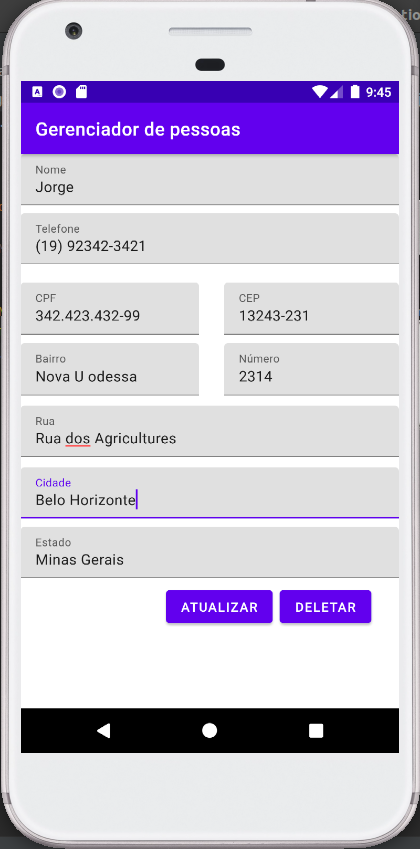 9:45
Gerenciador de pessoas
Nome
Jorge
Telefone
(19) 92342-3421
CPF
342.423.432-99
CEP
13243-231
Bairro
Nova U odessa
Número
2314
Rua
Rua dos Agricultures
Cidade
Belo Horizonte
Estado
Minas Gerais
ATUALIZAR
DELETAR